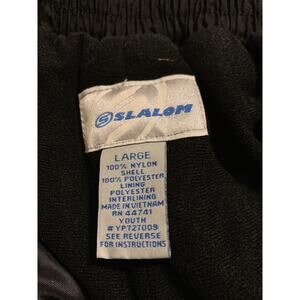 SLALOM
LARGE
100% NYLON
SHELL
100% POLYESTER
LINING
POLYESTER
INTERLINING
MADE IN VIETNAM
RN 44741
YOUTH
# YP727009
SEE REVERSE
FOR INSTRUCTIONS